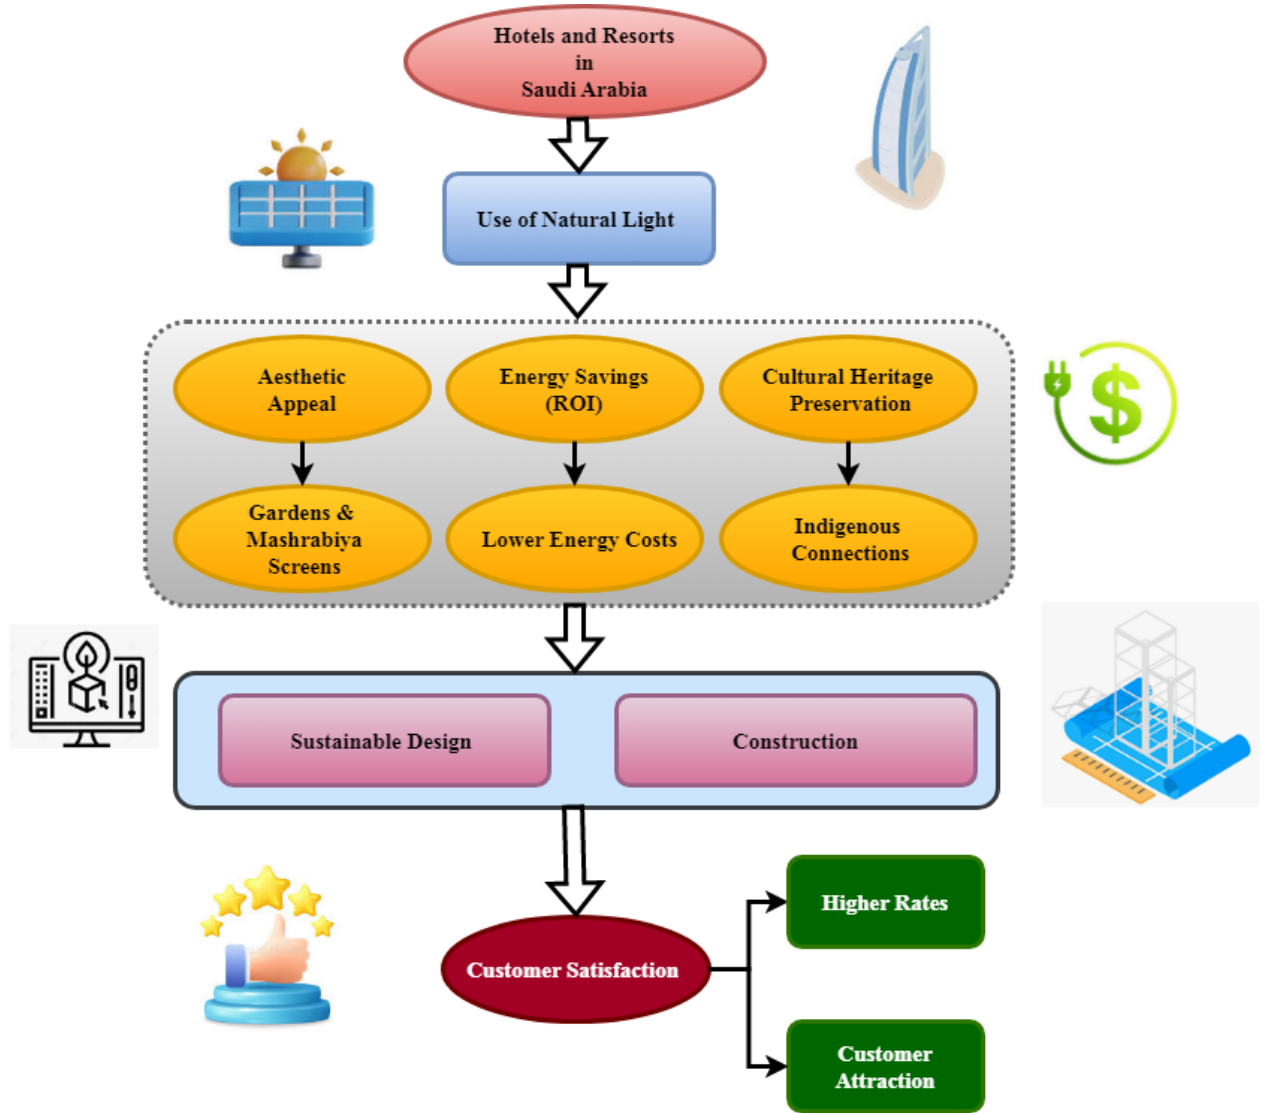 Hotels and Resorts
in
Saudi Arabia
Use of Natural Light
Aesthetic
Appeal
Energy Savings
(ROI)
Cultural Heritage
Preservation
Gardens &
Mashrabiya
Screens
Lower Energy Costs
Indigenous
Connections
Sustainable Design
Construction
Customer Satisfaction
Higher Rates
Customer
Attraction